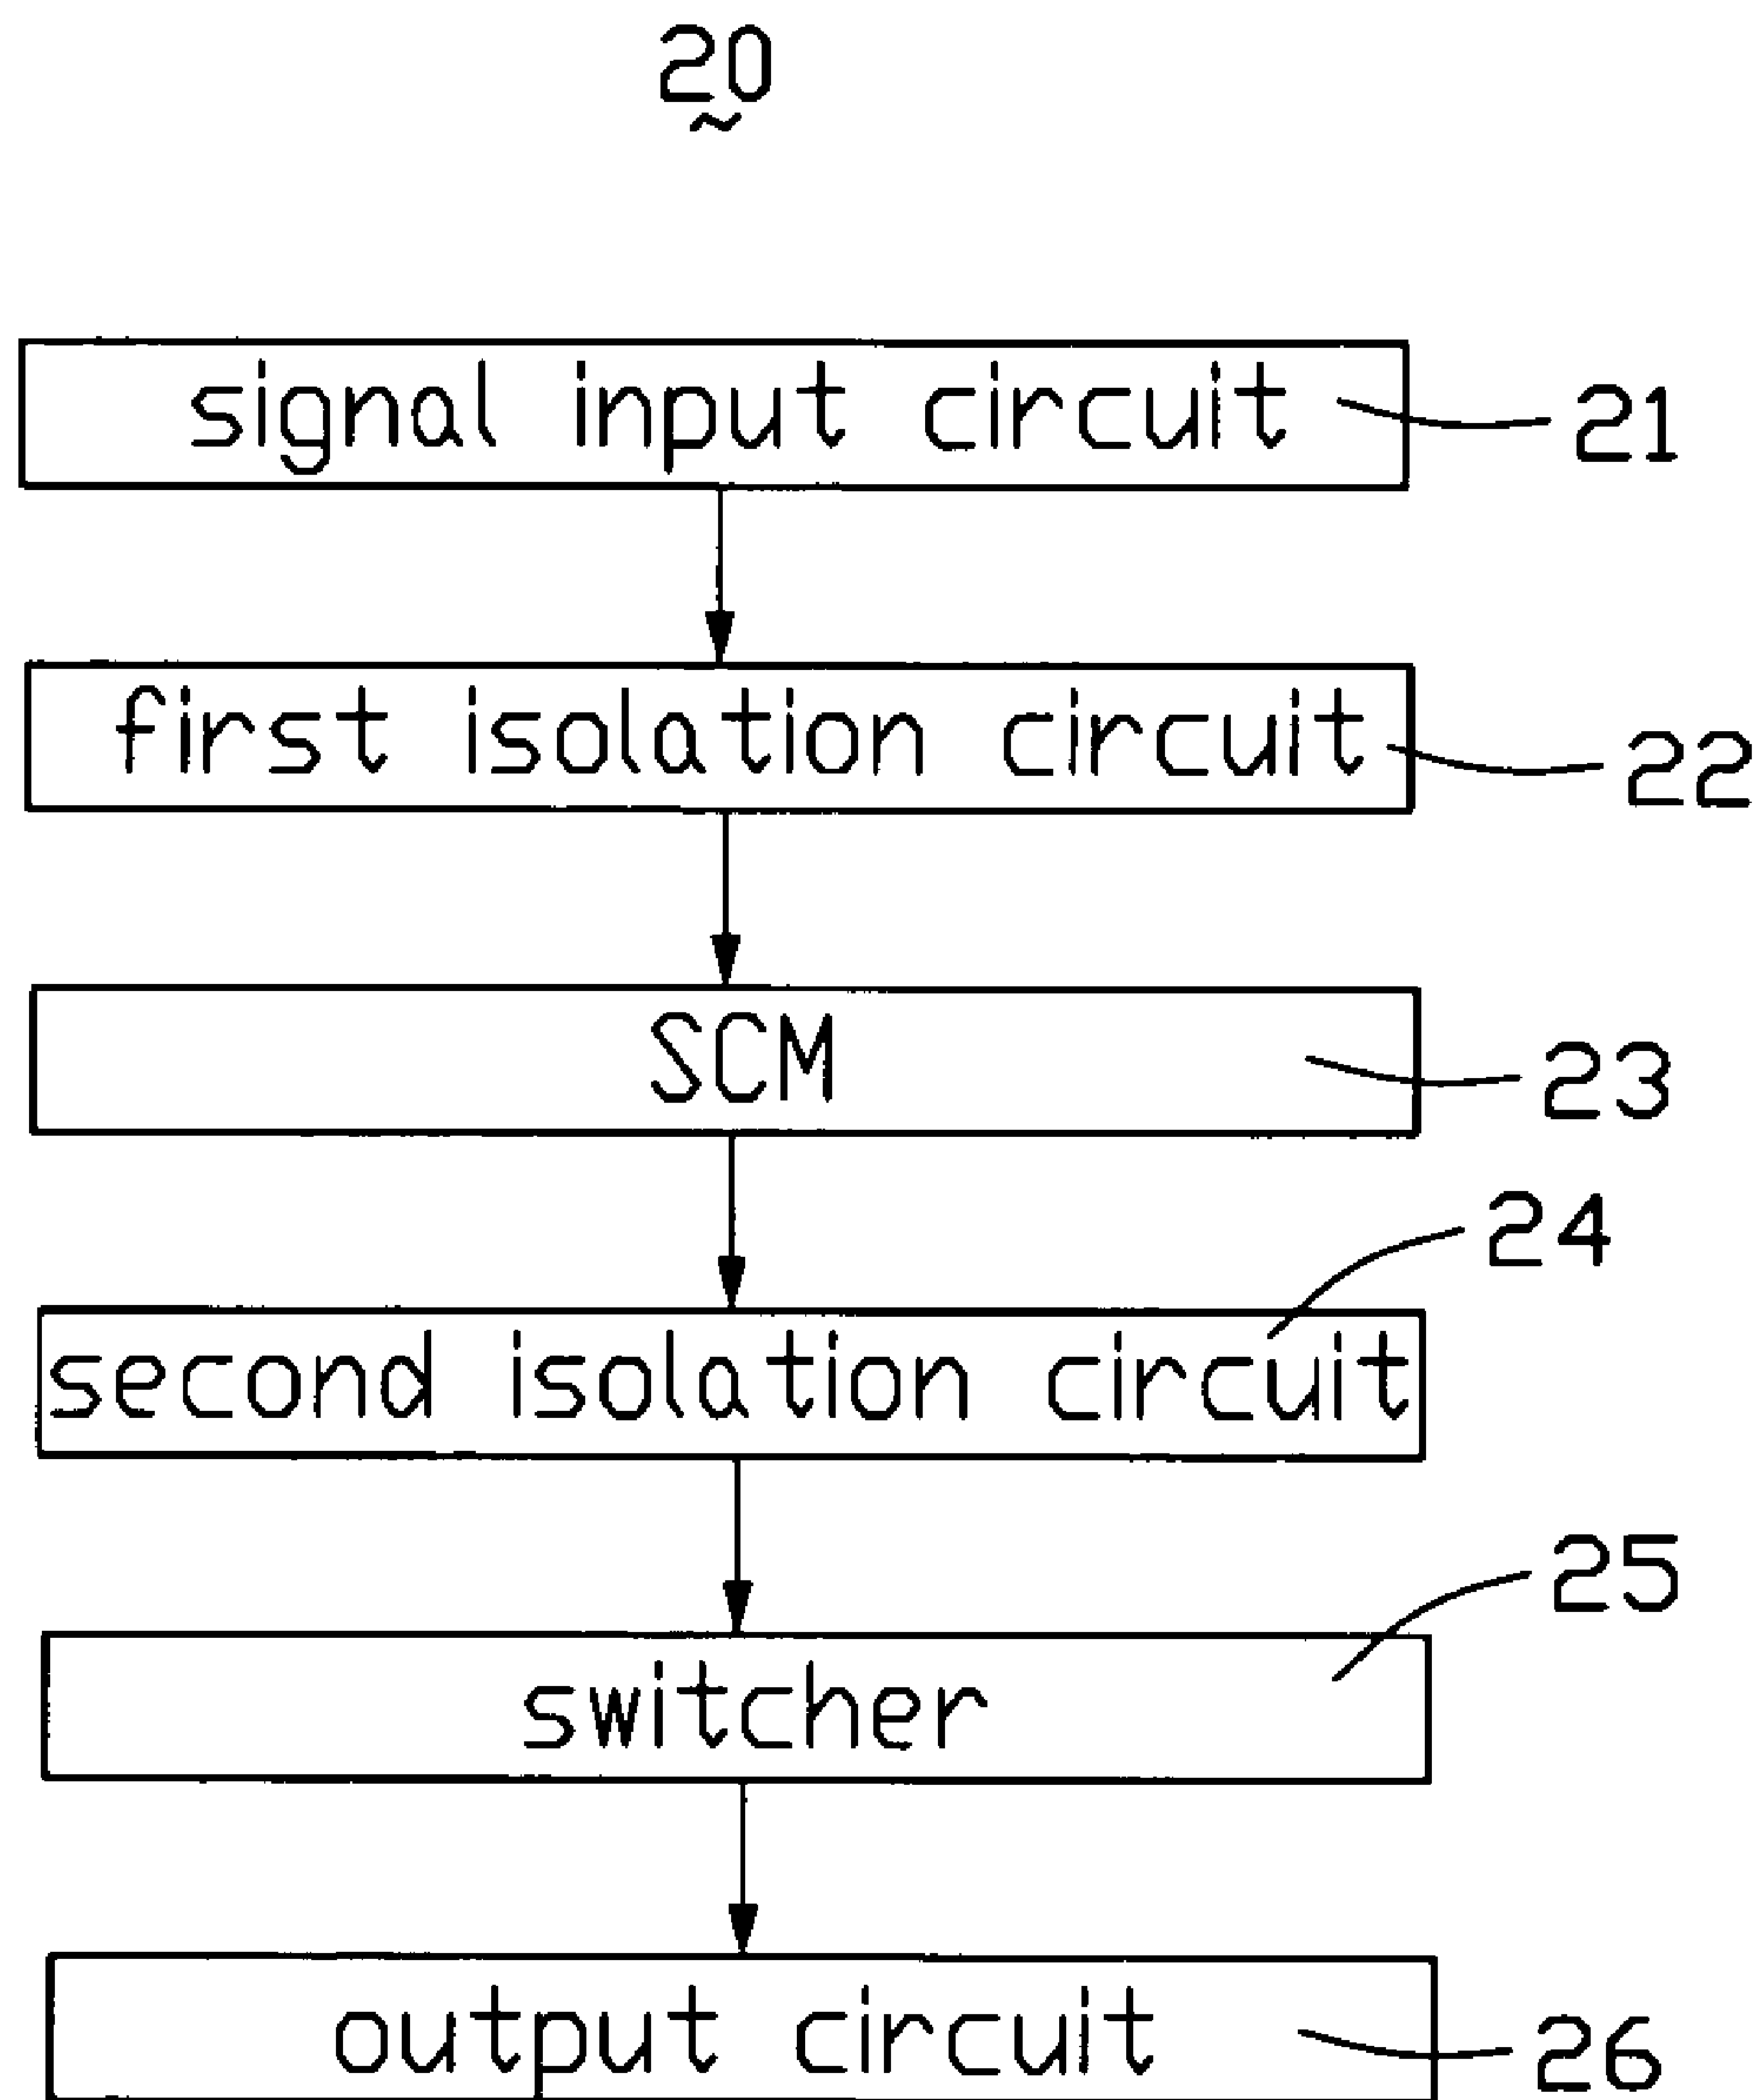 20
signal input circuit
21
first isolation circuit
22
SCM
23
24
second isolation circuit
25
switcher
output circuit
26